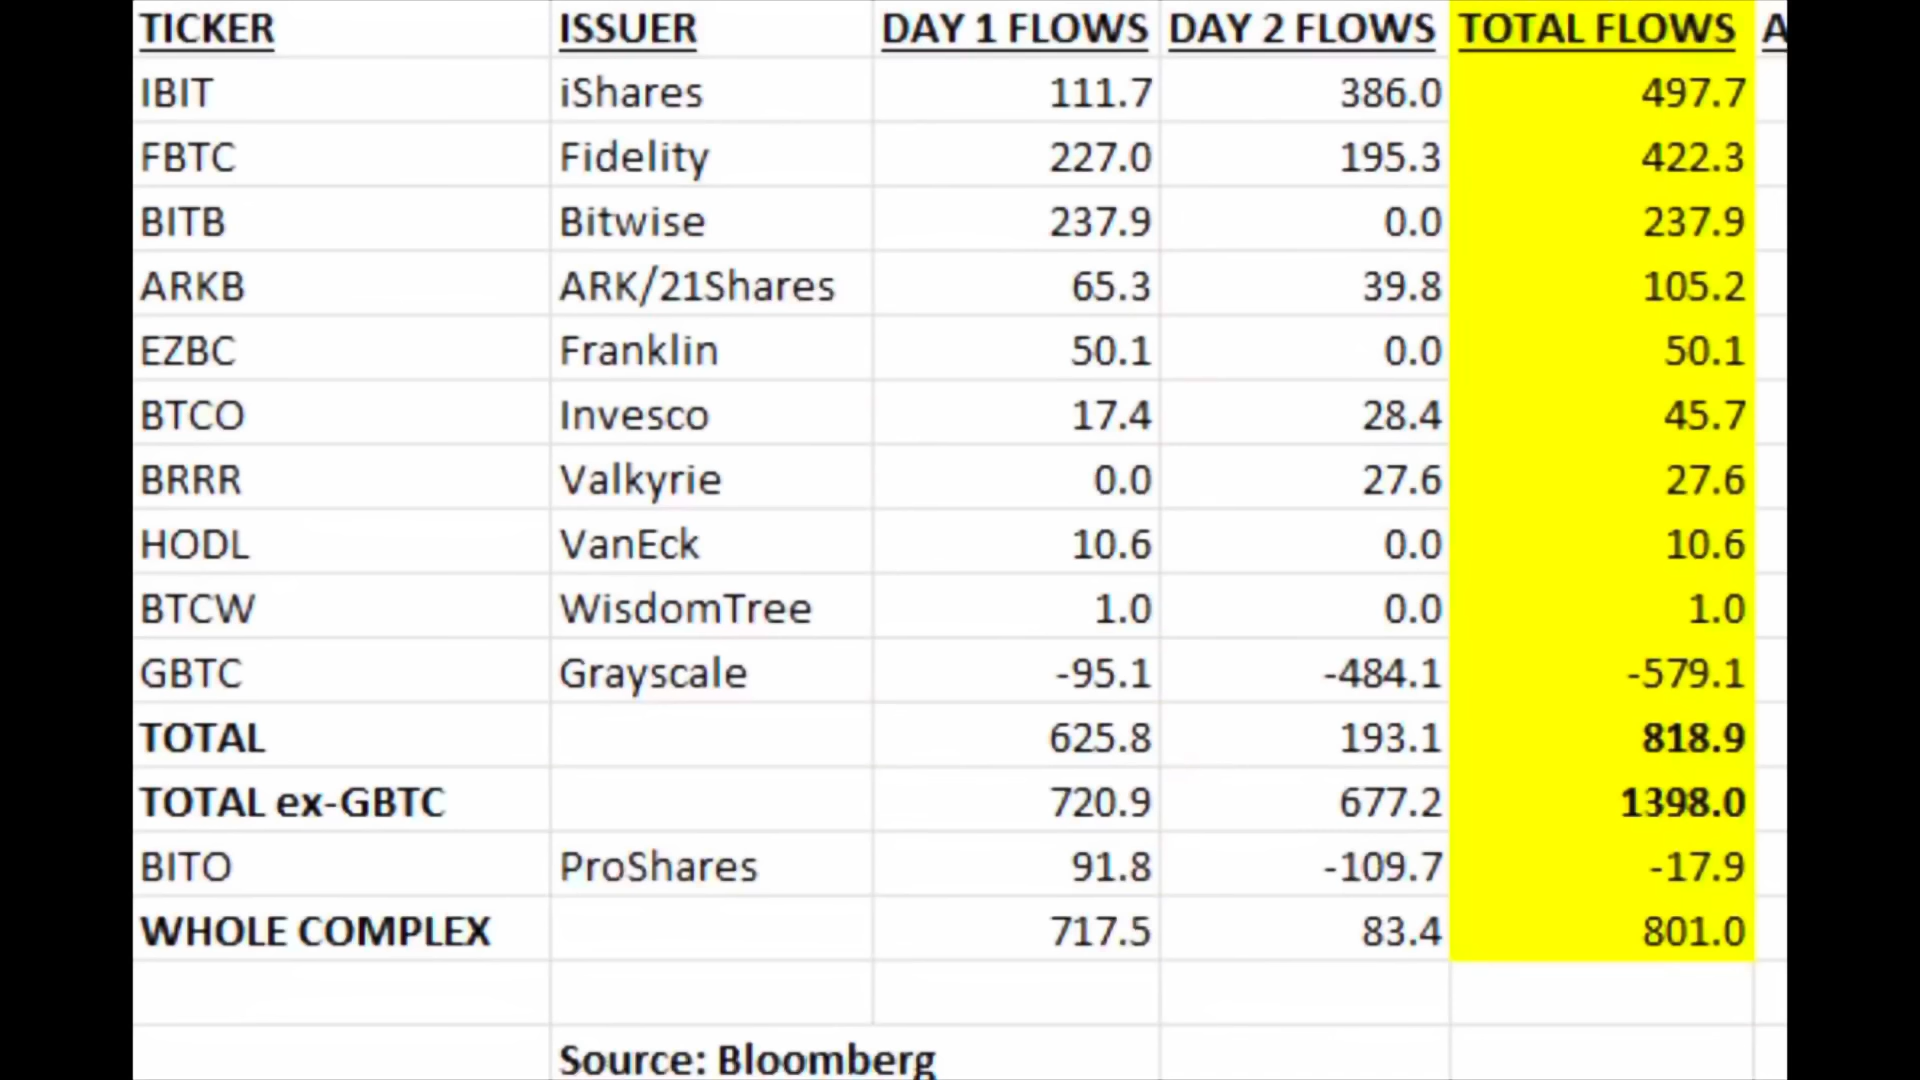 TICKER ISSUER DAY 1 FLOWS DAY 2 FLOWS TOTAL FLOWS A
IBIT iShares 111.7 386.0 497.7
FBTC Fidelity 227.0 195.3 422.3
BITB Bitwise 237.9 0.0 237.9
ARKB ARK/21Shares 65.3 39.8 105.2
EZBC Franklin 50.1 0.0 50.1
BTCO Invesco 17.4 28.4 45.7
BRRR Valkyrie 0.0 27.6 27.6
HODL VanEck 10.6 0.0 10.6
BTCW WisdomTree 1.0 0.0 1.0
GBTC Grayscale -95.1 -484.1 -579.1
TOTAL 625.8 193.1 818.9
TOTAL ex-GBTC 720.9 677.2 1398.0
BITO ProShares 91.8 -109.7 -17.9
WHOLE COMPLEX 717.5 83.4 801.0
Source: Bloomberg